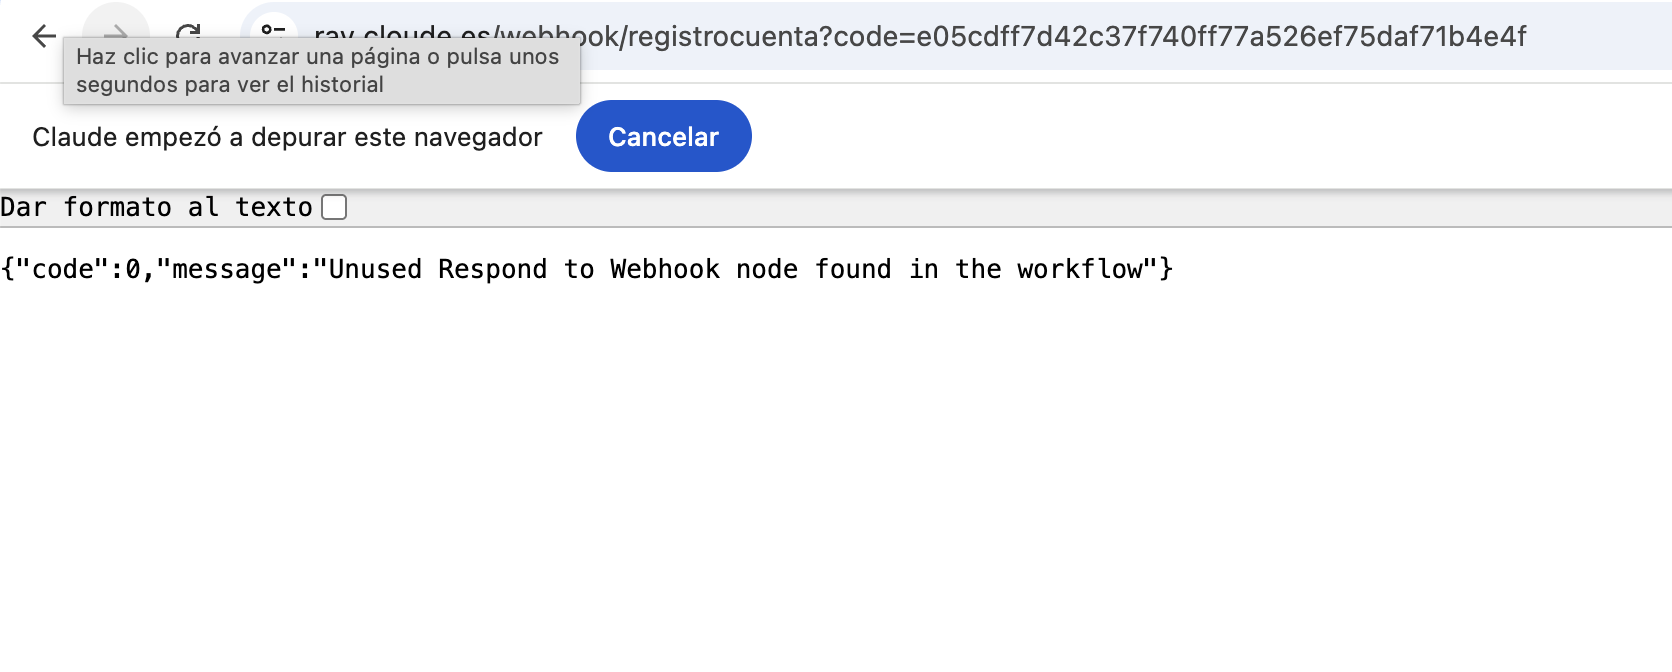 ray.cloude.es/webhook/registrocuenta?code=e05cdff7d42c37f740ff77a526ef75daf71b4e4f
Haz clic para avanzar una página o pulsa unos
segundos para ver el historial
Claude empezó a depurar este navegador
Cancelar
Dar formato al texto
{"code":0,"message":"Unused Respond to Webhook node found in the workflow"}